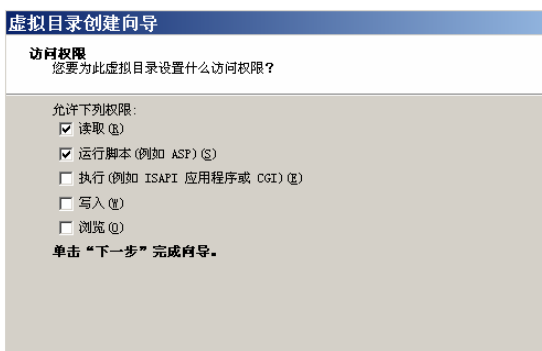 虚拟目录创建向导
访问权限
您要为此虚拟目录设置什么访问权限?
允许下列权限:
读取(R)
运行脚本(例如 ASP)(S)
执行(例如 ISAPI 应用程序或 CGI)(E)
写入(W)
浏览(O)
单击“下一步”完成向导。